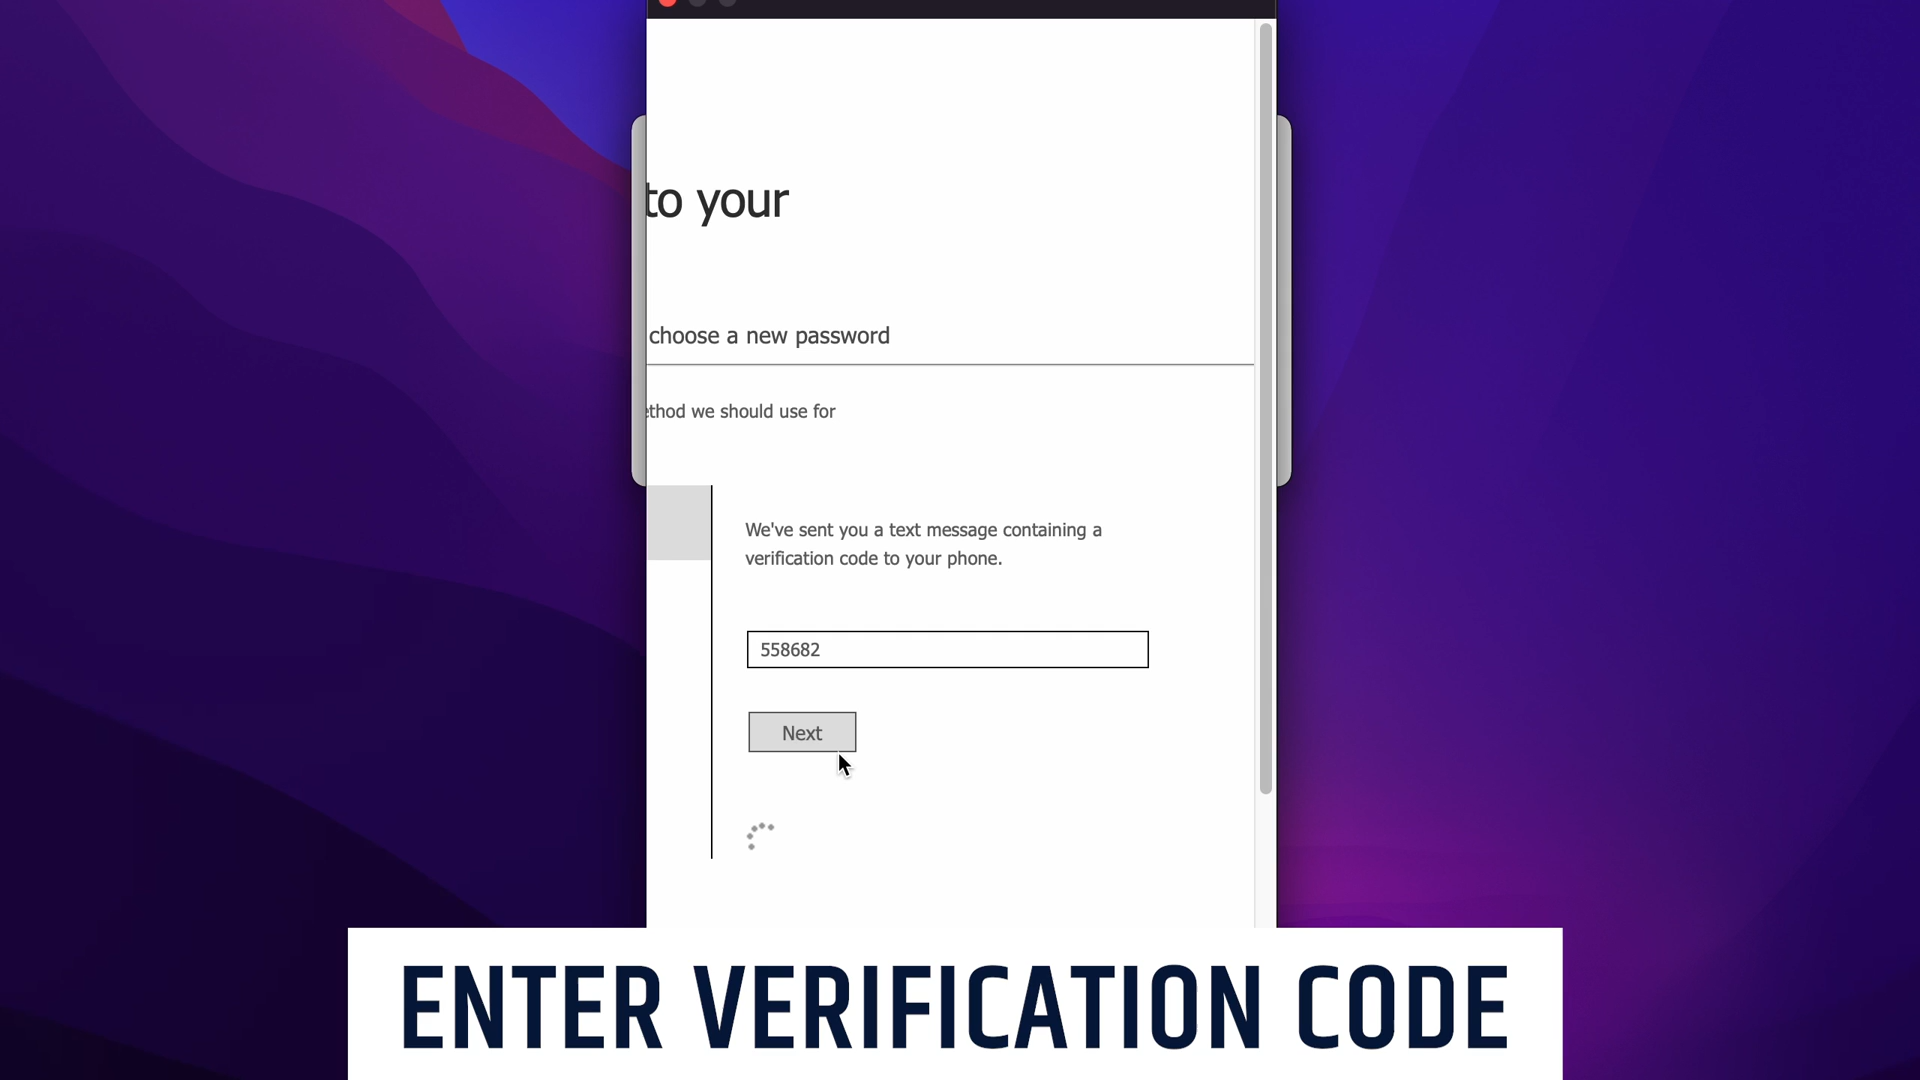 to your
choose a new password
ethod we should use for
We've sent you a text message containing a
verification code to your phone.
558682
Next
ENTER VERIFICATION CODE